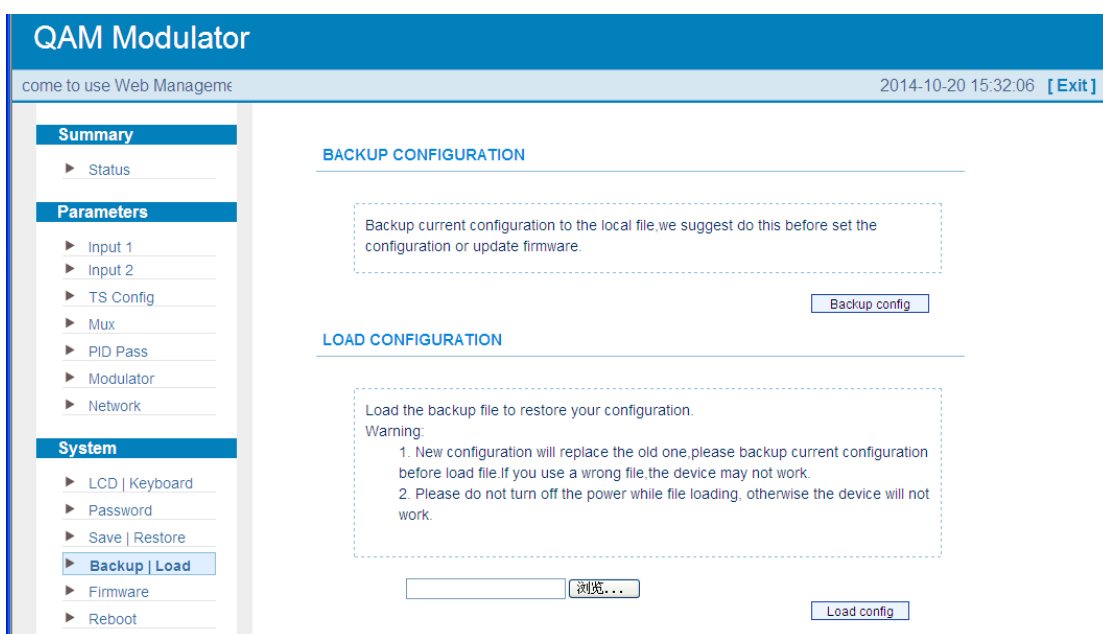 QAM Modulator
come to use Web Manageme
2014-10-20 15:32:06 [ Exit ]
Summary
Status
Parameters
Input 1
Input 2
TS Config
Mux
PID Pass
Modulator
Network
System
LCD | Keyboard
Password
Save | Restore
Backup | Load
Firmware
Reboot
BACKUP CONFIGURATION
Backup current configuration to the local file,we suggest do this before set the
configuration or update firmware.
Backup config
LOAD CONFIGURATION
Load the backup file to restore your configuration.
Warning:
1. New configuration will replace the old one,please backup current configuration
before load file.If you use a wrong file,the device may not work.
2. Please do not turn off the power while file loading, otherwise the device will not
work.
浏览...
Load config